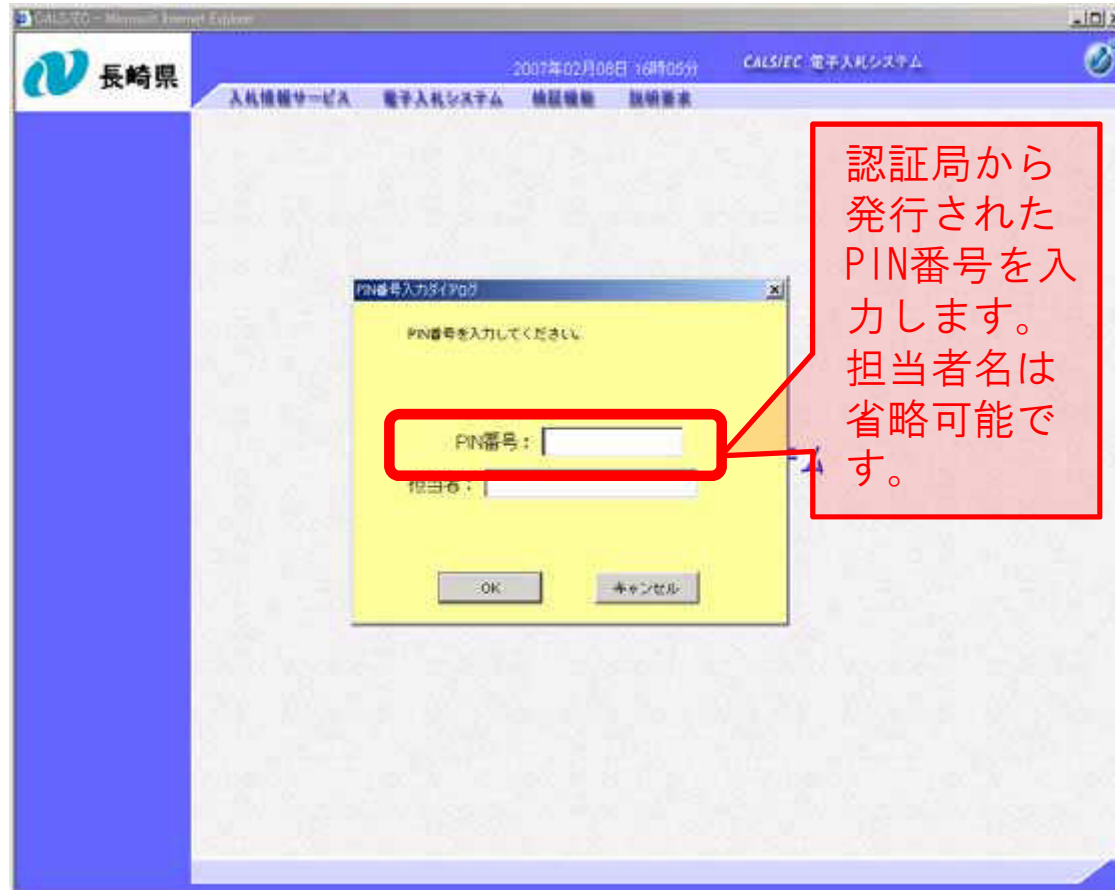 CALS/EC - Microsoft Internet Explorer
長崎県
2007年02月08日 16時05分
CALS/EC 電子入札システム
入札情報サービス 電子入札システム 検証機能 説明要求
認証局から
発行された
PIN番号を入
力します。
担当者名は
省略可能で
す。
PIN番号入力ダイアログ
PIN番号を入力してください。
PIN番号：
担当者：
ム
OK
キャンセル